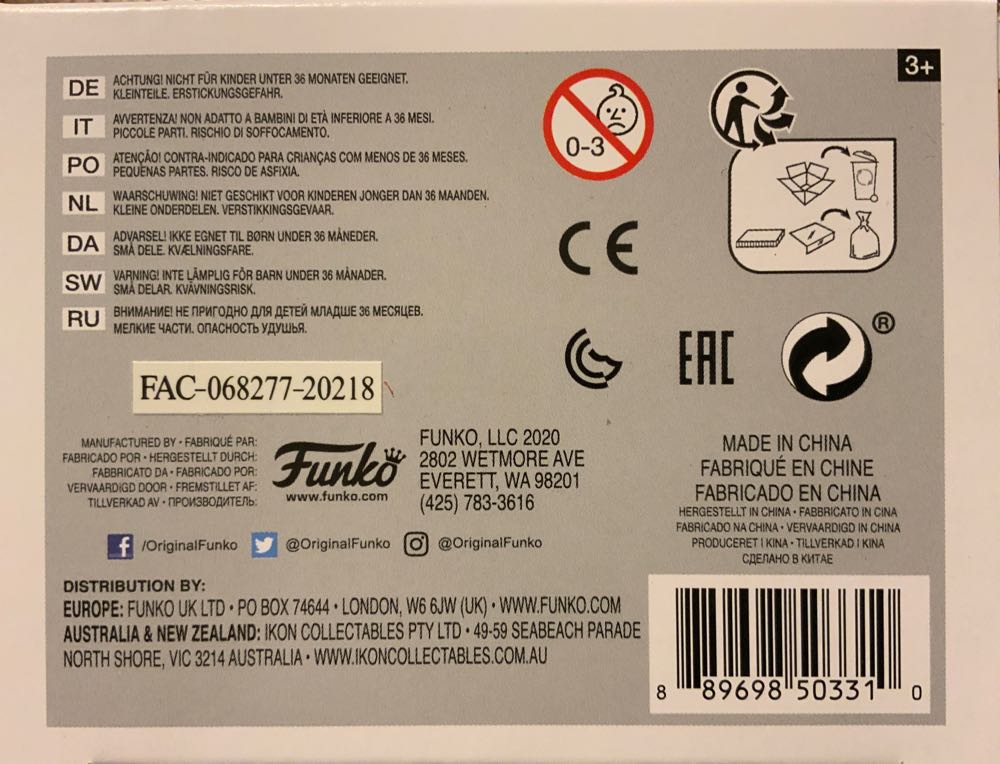 3+
DE ACHTUNG! NICHT FÜR KINDER UNTER 36 MONATEN GEEIGNET.
KLEINTEILE. ERSTICKUNGSGEFAHR.
IT AVVERTENZA! NON ADATTO A BAMBINI DI ETÀ INFERIORE A 36 MESI.
PICCOLE PARTI. RISCHIO DI SOFFOCAMENTO.
PO ATENÇÃO! CONTRA-INDICADO PARA CRIANÇAS COM MENOS DE 36 MESES.
PEQUENAS PARTES. RISCO DE ASFIXIA.
NL WAARSCHUWING! NIET GESCHIKT VOOR KINDEREN JONGER DAN 36 MAANDEN.
KLEINE ONDERDELEN. VERSTIKKINGSGEVAAR.
DA ADVARSEL! IKKE EGNET TIL BØRN UNDER 36 MÅNEDER.
SMÅ DELE. KVÆLNINGSFARE.
SW VARNING! INTE LÄMPLIG FÖR BARN UNDER 36 MÅNADER.
SMÅ DELAR. KVÄVNINGSRISK.
RU ВНИМАНИЕ! НЕ ПРИГОДНО ДЛЯ ДЕТЕЙ МЛАДШЕ 36 МЕСЯЦЕВ.
МЕЛКИЕ ЧАСТИ. ОПАСНОСТЬ УДУШЬЯ.
0-3
CE
EAC
®
FAC-068277-20218
MANUFACTURED BY • FABRIQUÉ PAR:
FABRICADO POR • HERGESTELLT DURCH:
FABBRICATO DA • FABRICADO POR:
VERVAARDIGD DOOR • FREMSTILLET AF:
TILLVERKAD AV • ПРОИЗВОДИТЕЛЬ:
Funko
www.funko.com
FUNKO, LLC 2020
2802 WETMORE AVE
EVERETT, WA 98201
(425) 783-3616
MADE IN CHINA
FABRIQUÉ EN CHINE
FABRICADO EN CHINA
HERGESTELLT IN CHINA • FABBRICATO IN CINA
FABRICADO NA CHINA • VERVAARDIGD IN CHINA
PRODUCERET I KINA • TILLVERKAD I KINA
СДЕЛАНО В КИТАЕ
/OriginalFunko @OriginalFunko @OriginalFunko
DISTRIBUTION BY:
EUROPE: FUNKO UK LTD • PO BOX 74644 • LONDON, W6 6JW (UK) • WWW.FUNKO.COM
AUSTRALIA & NEW ZEALAND: IKON COLLECTABLES PTY LTD • 49-59 SEABEACH PARADE
NORTH SHORE, VIC 3214 AUSTRALIA • WWW.IKONCOLLECTABLES.COM.AU
8 89698 50331 0